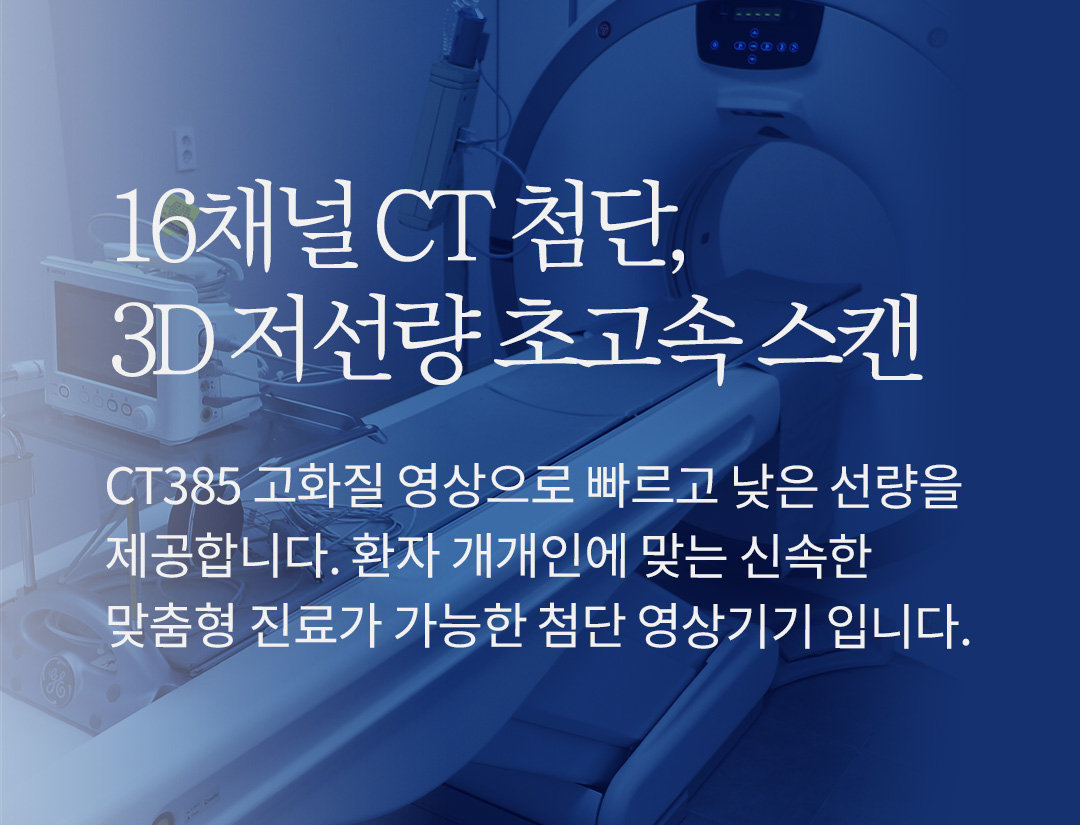 16채널 CT 첨단,
3D 저선량 초고속 스캔
CT385 고화질 영상으로 빠르고 낮은 선량을
제공합니다. 환자 개개인에 맞는 신속한
맞춤형 진료가 가능한 첨단 영상기기 입니다.